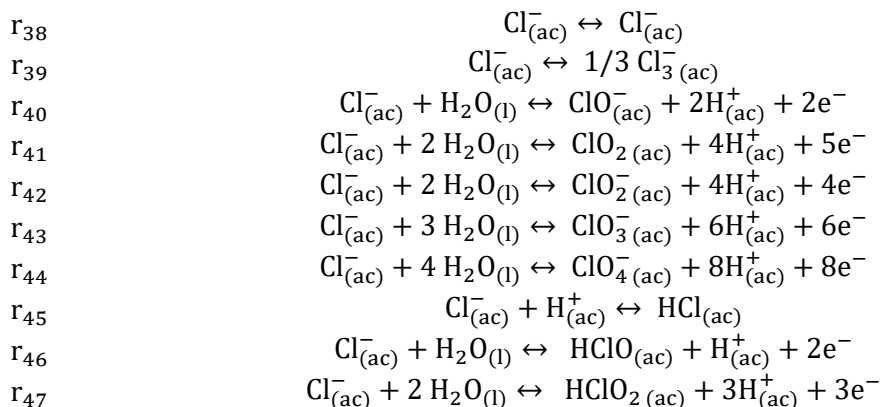 r₃₈ Cl⁻₍ac₎ ↔ Cl⁻₍ac₎
r₃₉ Cl⁻₍ac₎ ↔ 1/3 Cl₃⁻₍ac₎
r₄₀ Cl⁻₍ac₎ + H₂O₍l₎ ↔ ClO⁻₍ac₎ + 2H⁺₍ac₎ + 2e⁻
r₄₁ Cl⁻₍ac₎ + 2 H₂O₍l₎ ↔ ClO₂ ₍ac₎ + 4H⁺₍ac₎ + 5e⁻
r₄₂ Cl⁻₍ac₎ + 2 H₂O₍l₎ ↔ ClO₂⁻₍ac₎ + 4H⁺₍ac₎ + 4e⁻
r₄₃ Cl⁻₍ac₎ + 3 H₂O₍l₎ ↔ ClO₃⁻₍ac₎ + 6H⁺₍ac₎ + 6e⁻
r₄₄ Cl⁻₍ac₎ + 4 H₂O₍l₎ ↔ ClO₄⁻₍ac₎ + 8H⁺₍ac₎ + 8e⁻
r₄₅ Cl⁻₍ac₎ + H⁺₍ac₎ ↔ HCl₍ac₎
r₄₆ Cl⁻₍ac₎ + H₂O₍l₎ ↔ HClO₍ac₎ + H⁺₍ac₎ + 2e⁻
r₄₇ Cl⁻₍ac₎ + 2 H₂O₍l₎ ↔ HClO₂ ₍ac₎ + 3H⁺₍ac₎ + 3e⁻